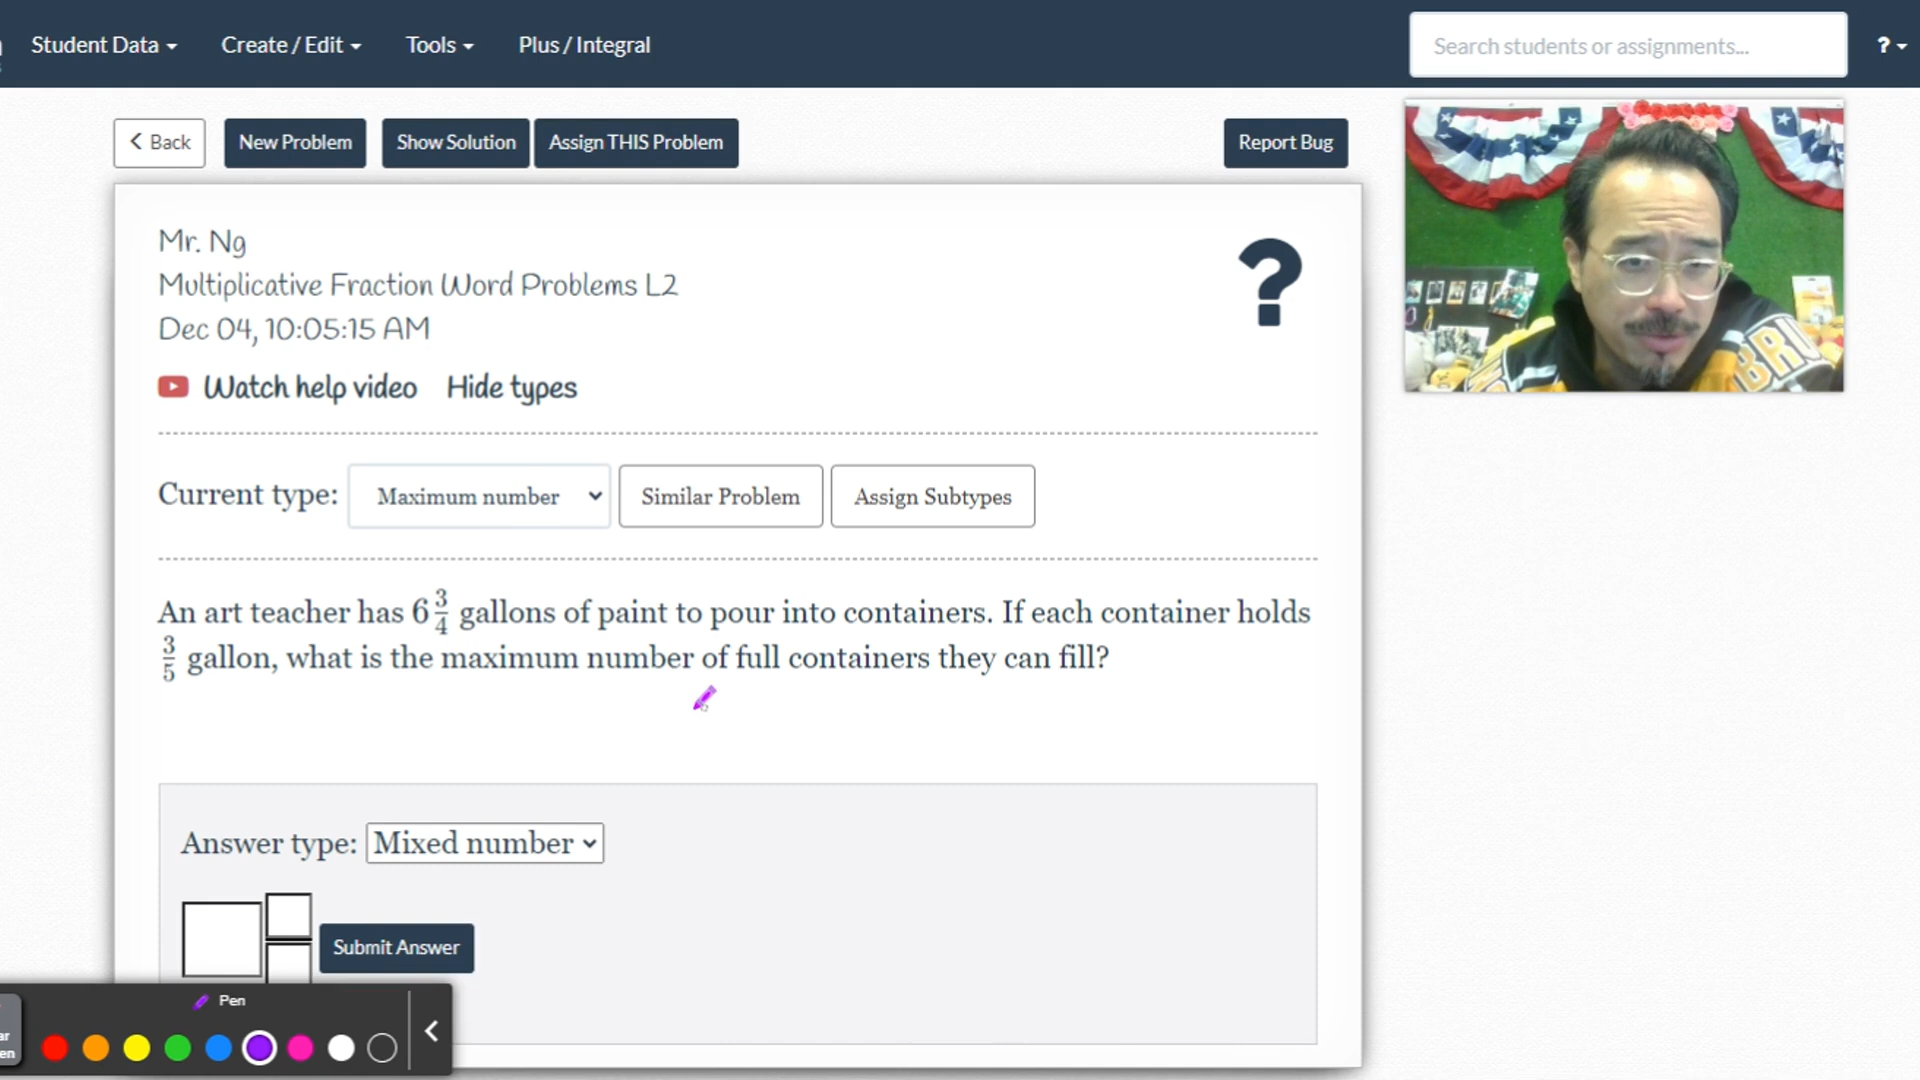 Student Data Create / Edit Tools Plus / Integral Search students or assignments... ?
Back New Problem Show Solution Assign THIS Problem Report Bug
Mr. Ng
Multiplicative Fraction Word Problems L2
Dec 04, 10:05:15 AM
?
Watch help video Hide types
Current type: Maximum number Similar Problem Assign Subtypes
An art teacher has 6 3/4 gallons of paint to pour into containers. If each container holds
3/5 gallon, what is the maximum number of full containers they can fill?
Answer type: Mixed number
Submit Answer
Pen